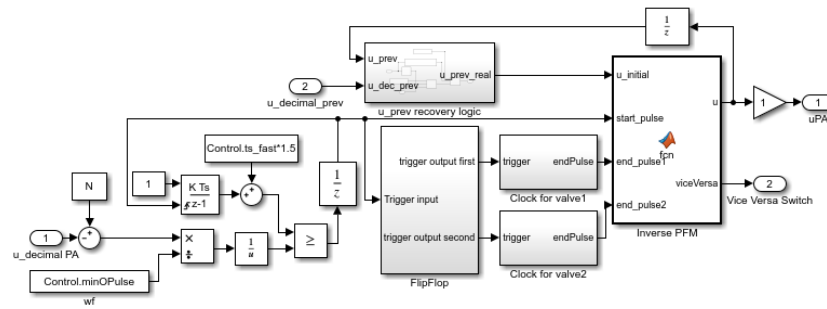 1
z
u_prev
u_dec_prev
u_prev_real
u_prev recovery logic
2
u_decimal_prev
u_initial
start_pulse
end_pulse1
end_pulse2
u
viceVersa
fcn
Inverse PFM
1
1
uPA
2
Vice Versa Switch
Control.ts_fast*1.5
1
z
N
1
K Ts
z-1
+
+
≥
trigger output first
Trigger input
trigger output second
FlipFlop
trigger endPulse
Clock for valve1
trigger endPulse
Clock for valve2
1
u_decimal PA
-
+
×
÷
1
u
Control.minOPulse
wf